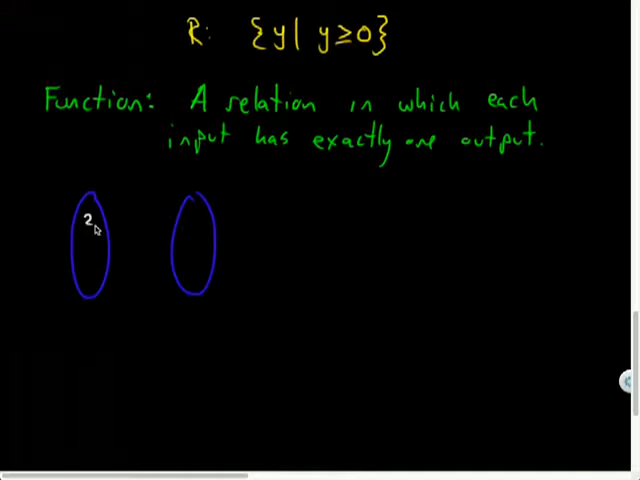 R: {y| y≥0}
Function: A relation in which each
input has exactly one output.
2